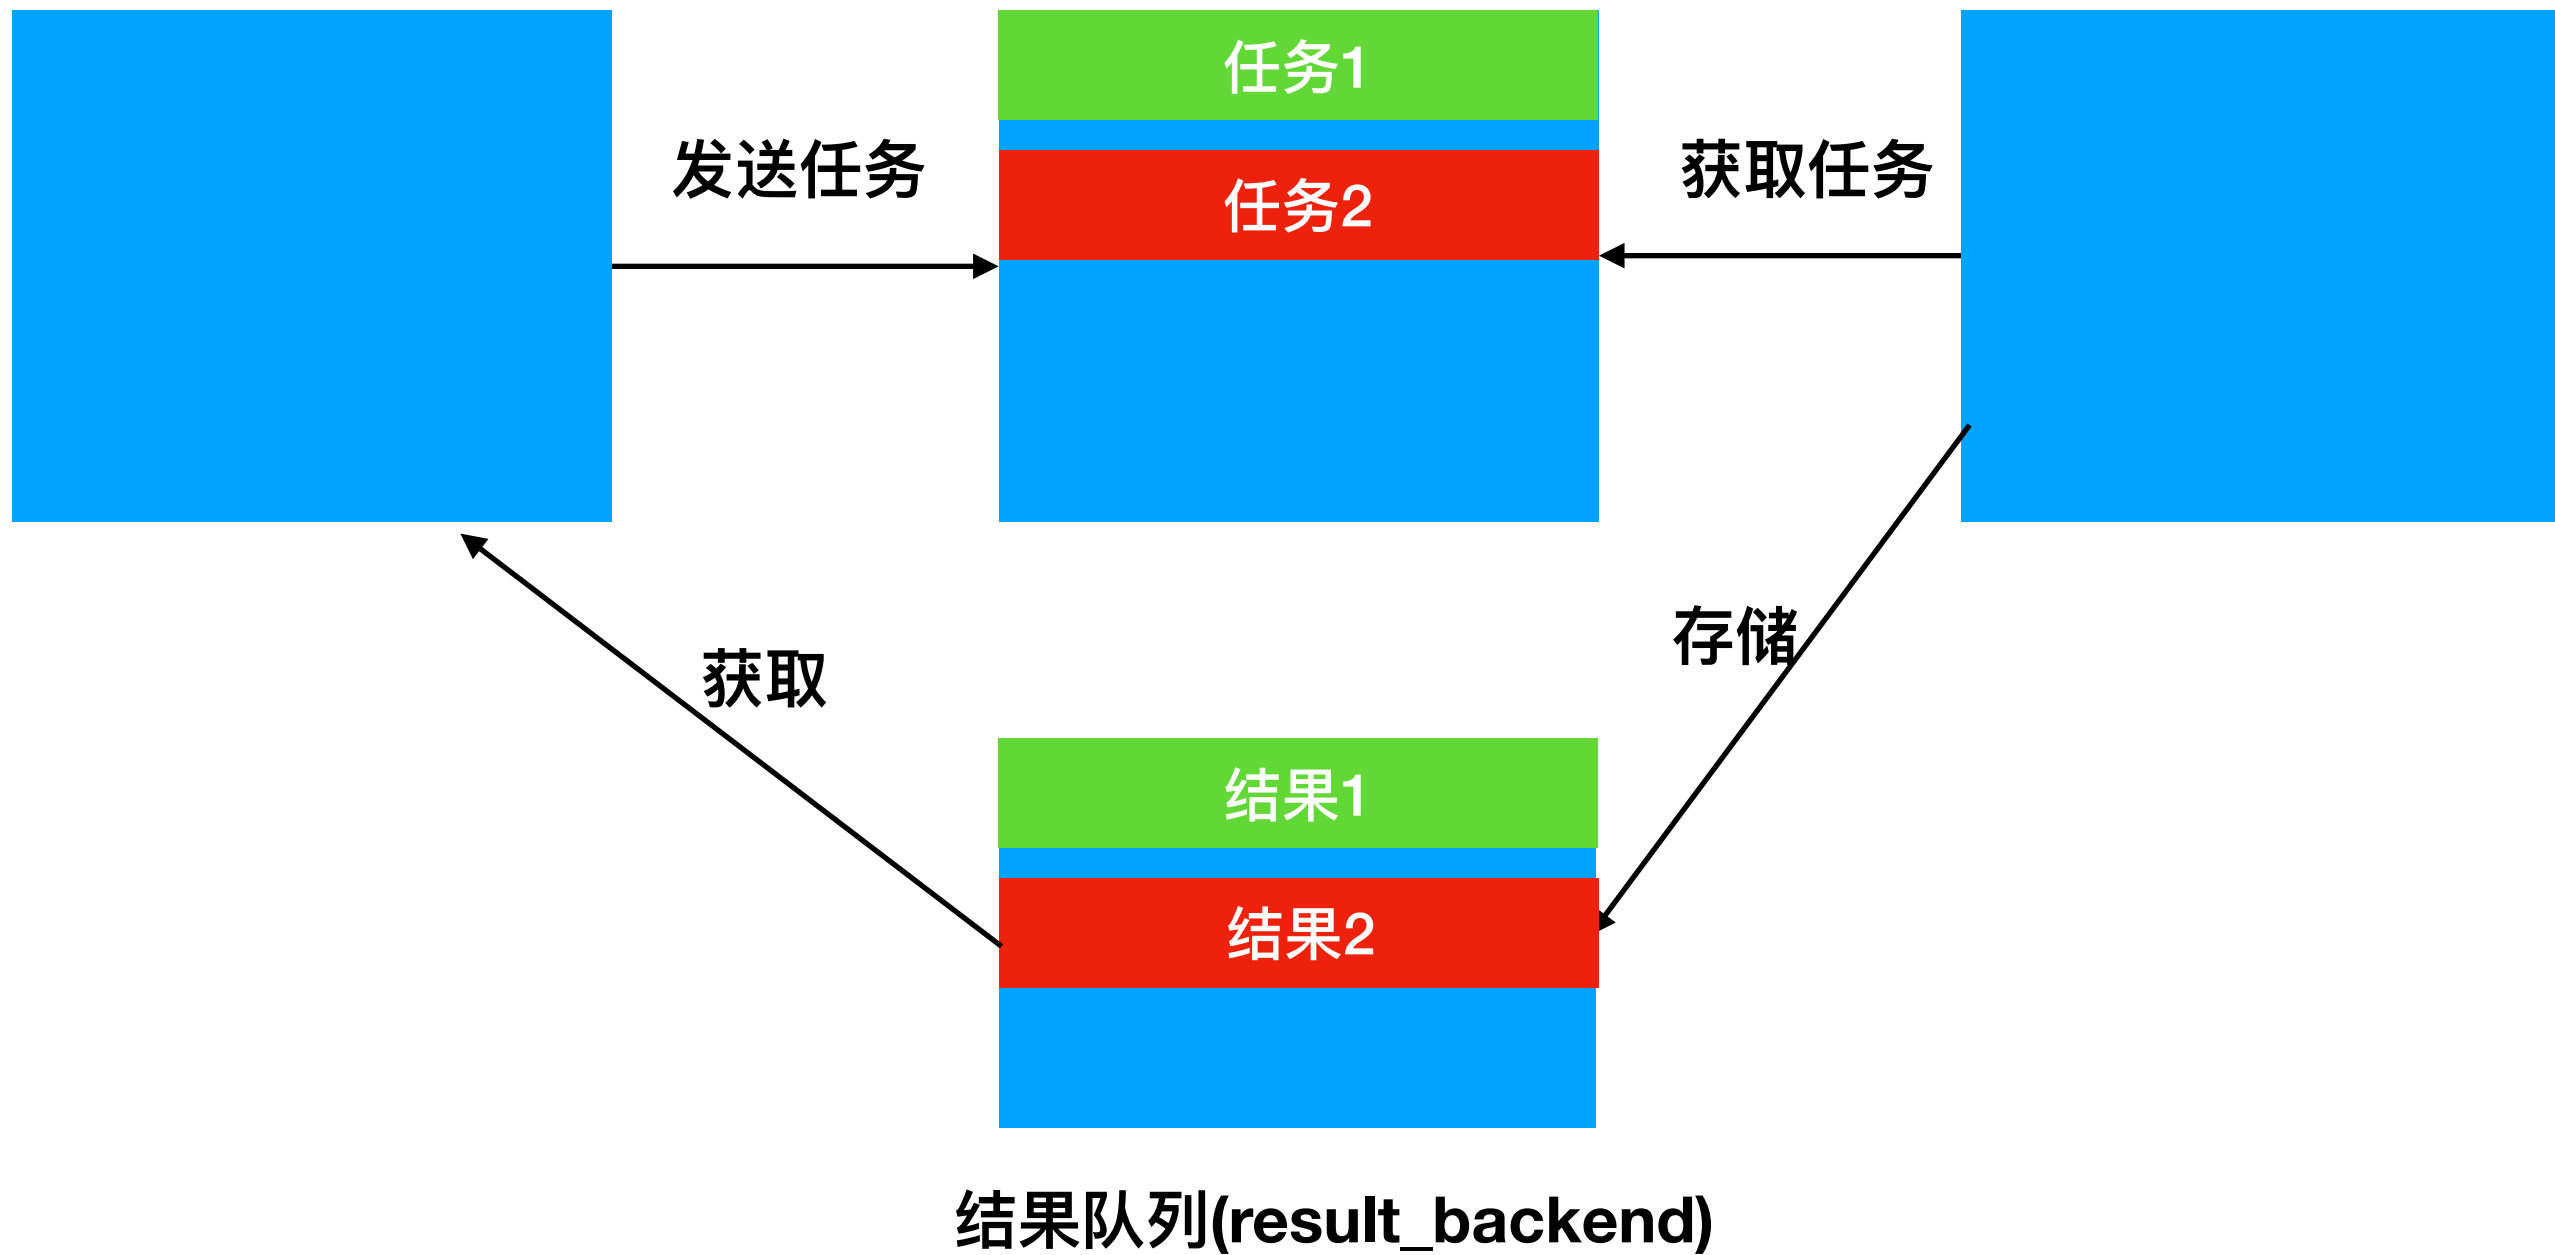 任务1
发送任务
获取任务
任务2
存储
获取
结果1
结果2
结果队列(result_backend)